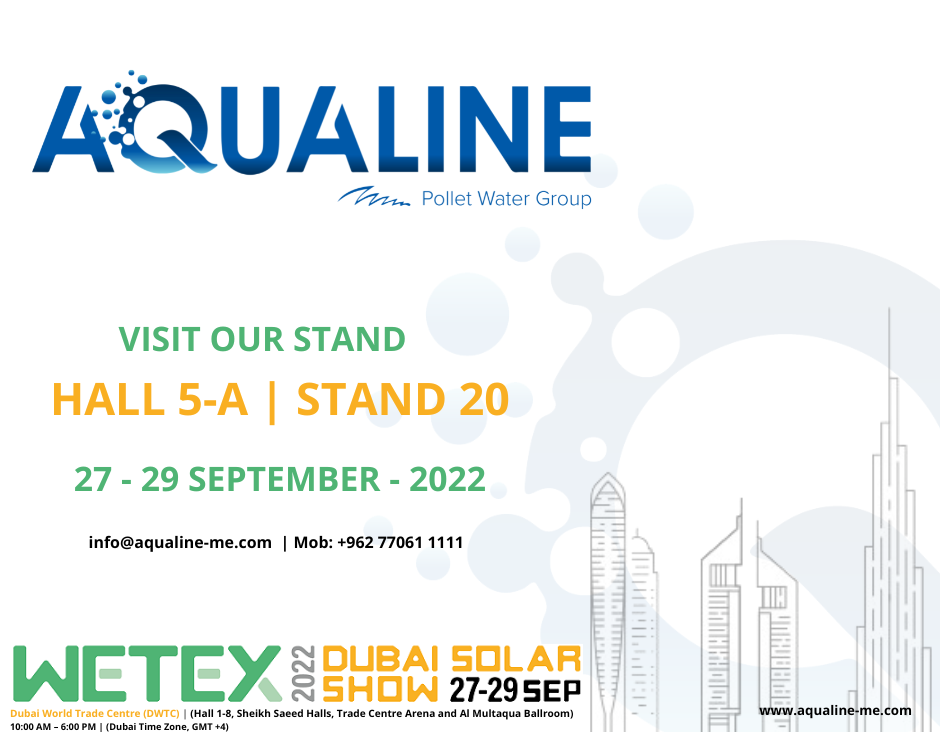 AQUALINE
Pollet Water Group
VISIT OUR STAND
HALL 5-A | STAND 20
27 - 29 SEPTEMBER - 2022
info@aqualine-me.com | Mob: +962 77061 1111
WETEX 2022 DUBAI SOLAR
SHOW 27-29 SEP
Dubai World Trade Centre (DWTC) | (Hall 1-8, Sheikh Saeed Halls, Trade Centre Arena and Al Multaqua Ballroom)
10:00 AM – 6:00 PM | (Dubai Time Zone, GMT +4)
www.aqualine-me.com